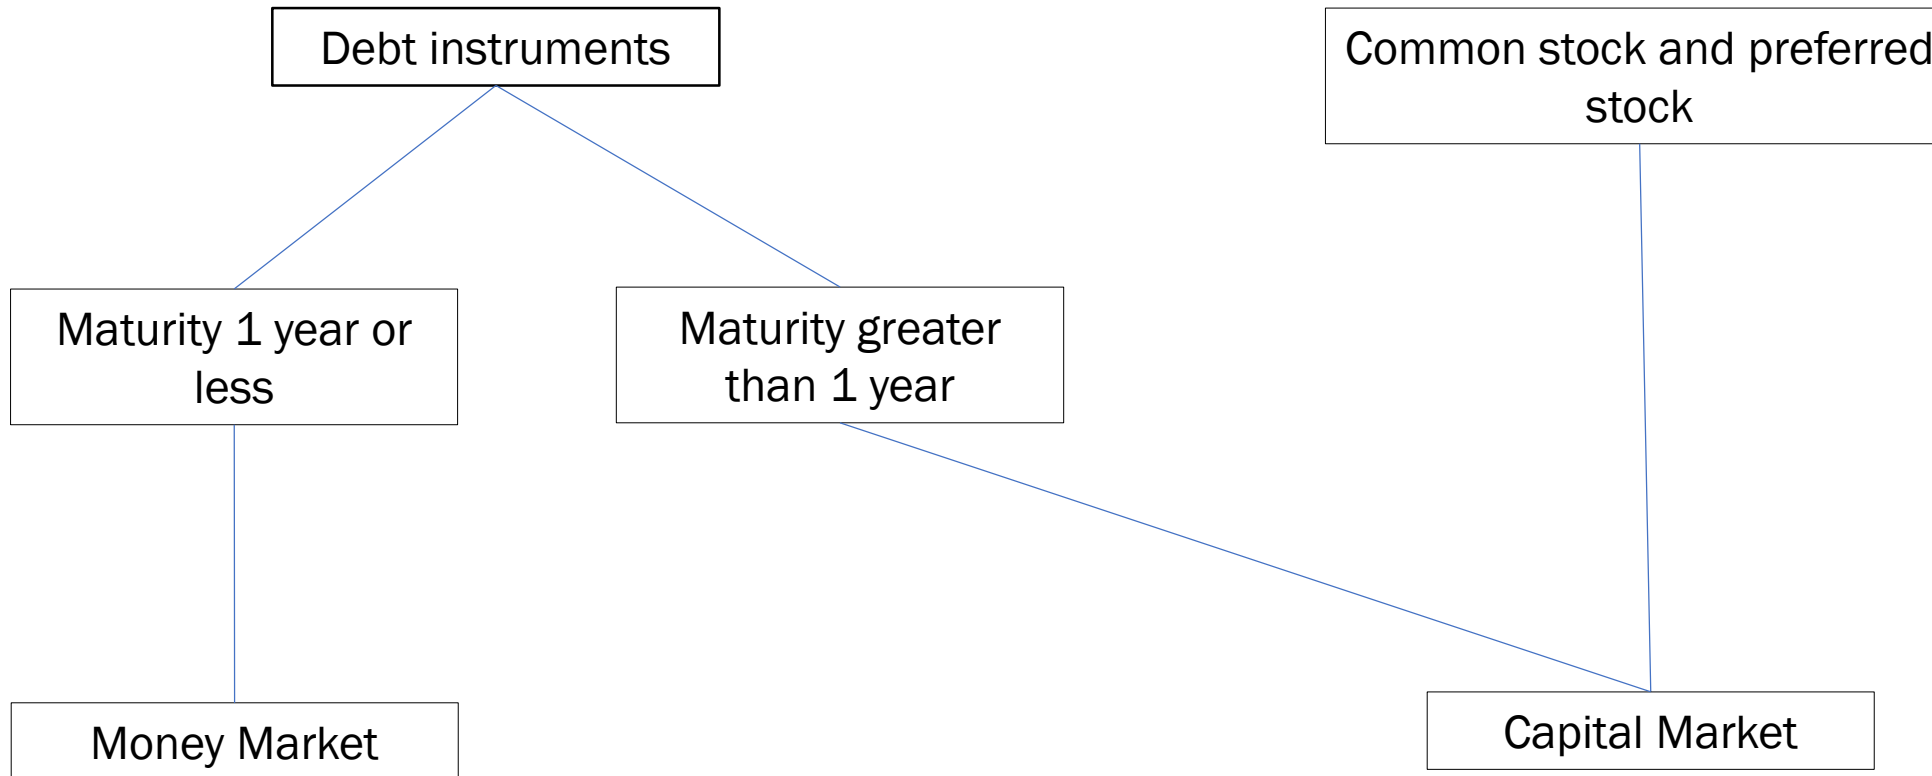 Debt instruments
Common stock and preferred
stock
Maturity 1 year or
less
Maturity greater
than 1 year
Money Market
Capital Market